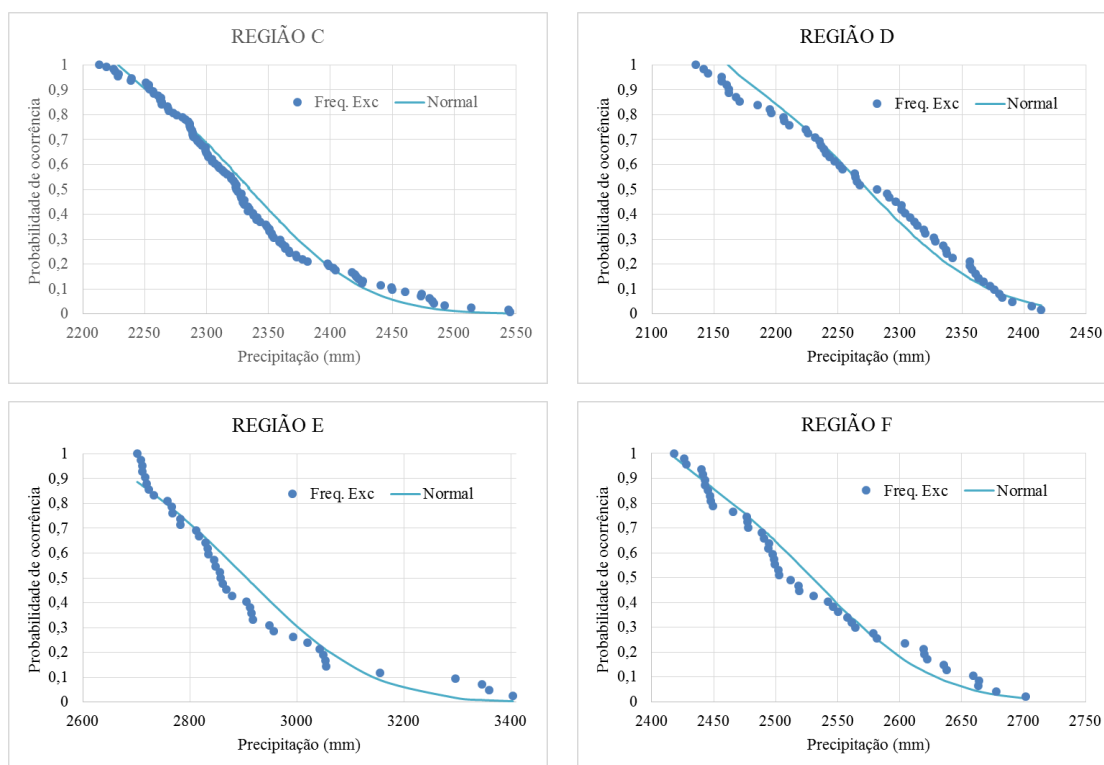 REGIÃO C
Probabilidade de ocorrência
1
0,9
0,8
0,7
0,6
0,5
0,4
0,3
0,2
0,1
0
Freq. Exc
Normal
2200 2250 2300 2350 2400 2450 2500 2550
Precipitação (mm)
REGIÃO D
Probabilidade de ocorrência
1
0,9
0,8
0,7
0,6
0,5
0,4
0,3
0,2
0,1
0
Freq. Exc
Normal
2100 2150 2200 2250 2300 2350 2400 2450
Precipitação (mm)
REGIÃO E
Probabilidade de ocorrência
1
0,9
0,8
0,7
0,6
0,5
0,4
0,3
0,2
0,1
0
Freq. Exc
Normal
2600 2800 3000 3200 3400
Precipitação (mm)
REGIÃO F
Probabilidade de ocorrência
1
0,9
0,8
0,7
0,6
0,5
0,4
0,3
0,2
0,1
0
Freq. Exc
Normal
2400 2450 2500 2550 2600 2650 2700 2750
Precipitação (mm)